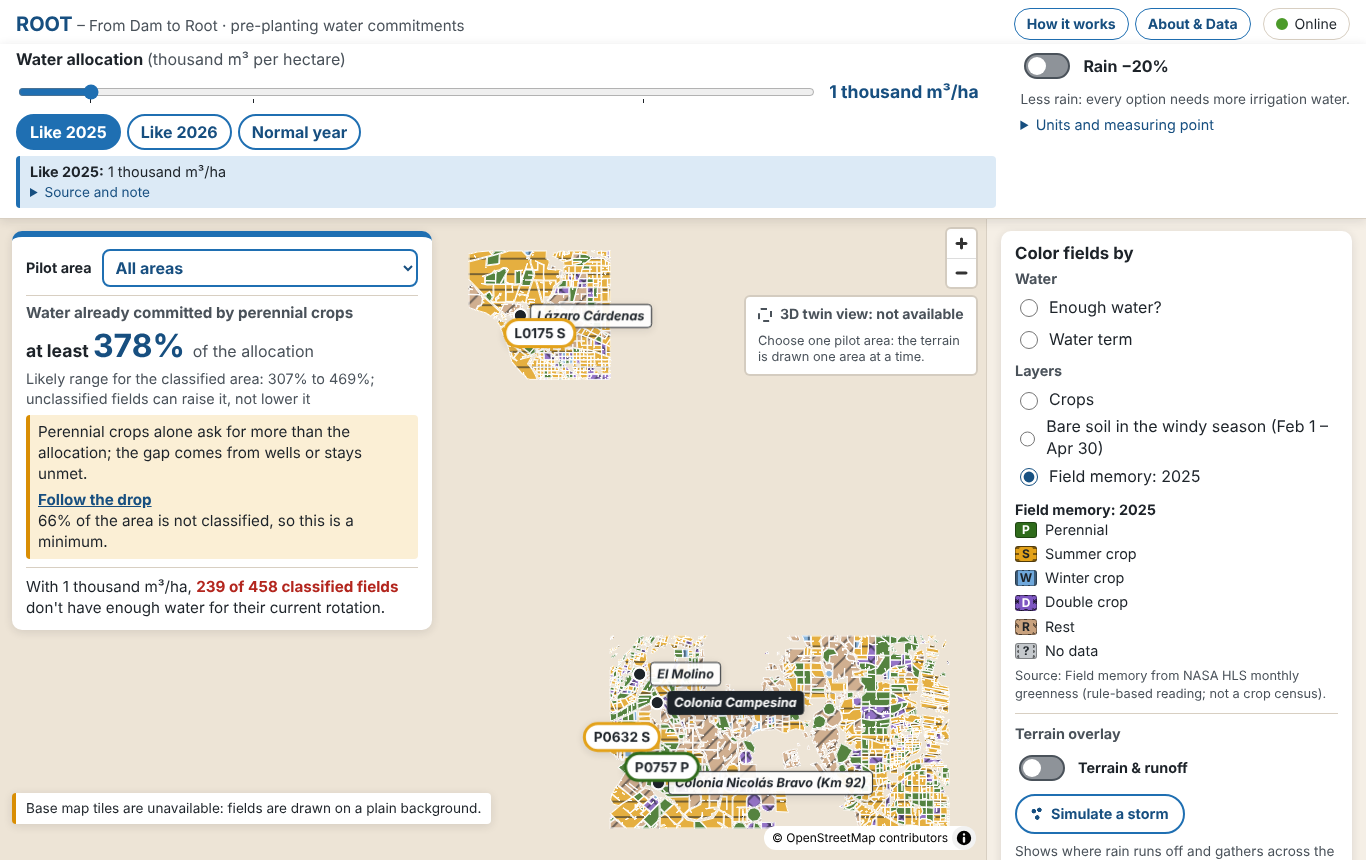 ROOT – From Dam to Root · pre-planting water commitments
How it works
About & Data
Online
Water allocation (thousand m³ per hectare)
1 thousand m³/ha
Like 2025
Like 2026
Normal year
Like 2025: 1 thousand m³/ha
Source and note
Rain −20%
Less rain: every option needs more irrigation water.
Units and measuring point
Pilot area
All areas
Water already committed by perennial crops
at least 378% of the allocation
Likely range for the classified area: 307% to 469%;
unclassified fields can raise it, not lower it
Perennial crops alone ask for more than the
allocation; the gap comes from wells or stays
unmet.
Follow the drop
66% of the area is not classified, so this is a
minimum.
With 1 thousand m³/ha, 239 of 458 classified fields
don't have enough water for their current rotation.
Lázaro Cárdenas
L0175 S
+
−
3D twin view: not available
Choose one pilot area: the terrain
is drawn one area at a time.
El Molino
Colonia Campesina
P0632 S
P0757 P
Colonia Nicolás Bravo (Km 92)
Base map tiles are unavailable: fields are drawn on a plain background.
© OpenStreetMap contributors
Color fields by
Water
Enough water?
Water term
Layers
Crops
Bare soil in the windy season (Feb 1 –
Apr 30)
Field memory: 2025
Field memory: 2025
P Perennial
S Summer crop
W Winter crop
D Double crop
R Rest
? No data
Source: Field memory from NASA HLS monthly
greenness (rule-based reading; not a crop census).
Terrain overlay
Terrain & runoff
Simulate a storm
Shows where rain runs off and gathers across the